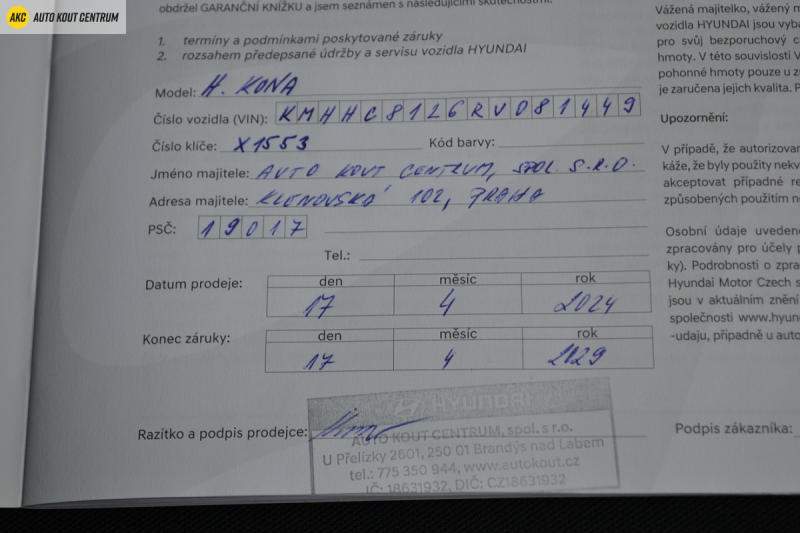 AKC AUTO KOUT CENTRUM
obdržel GARANČNÍ KNÍŽKU a jsem seznámen s následujícími skutečnostmi:
1. termíny a podmínkami poskytované záruky
2. rozsahem předepsané údržby a servisu vozidla HYUNDAI
Model: H. KONA
Číslo vozidla (VIN): KMHHC8126RU081449
Číslo klíče: X1553 Kód barvy:
Jméno majitele: AUTO KOUT CENTRUM, SPOL. S.R.O.
Adresa majitele: KLENOVSKÁ 102, PRAHA
PSČ: 19017
Tel.:
Datum prodeje: den měsíc rok
17 4 2024
Konec záruky: den měsíc rok
17 4 2029
Razítko a podpis prodejce:
HYUNDAI
AUTO KOUT CENTRUM, spol. s r.o.
U Přelízky 2601, 250 01 Brandýs nad Labem
tel.: 775 350 944, www.autokout.cz
IČ: 18631932, DIČ: CZ18631932
Podpis zákazníka:
Vážená majitelko, vážený m
vozidla HYUNDAI jsou výba
pro svůj bezporuchový c
hmoty. V této souvislosti V
pohonné hmoty pouze u z
je zaručena jejich kvalita. P
Upozornění:
V případě, že autorizovan
káže, že byly použity nekv
akceptovat případné re
způsobených použitím ne
Osobní údaje uvedené
zpracovány pro účely p
ky). Podrobnosti o zpra
Hyundai Motor Czech s
jsou v aktuálním znění
společnosti www.hyun
-udaju, případně u auto